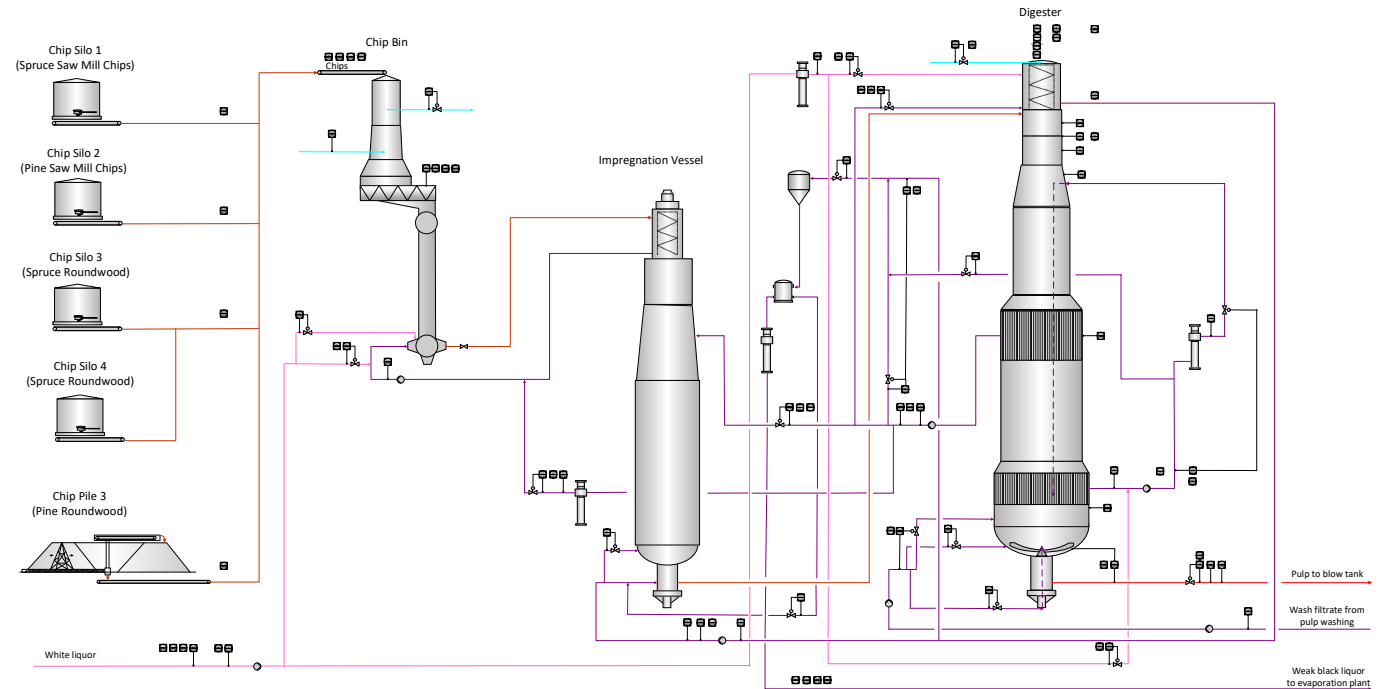 Digester
Chip Bin
Chip Silo 1
(Spruce Saw Mill Chips)
Chips
Chip Silo 2
(Pine Saw Mill Chips)
Impregnation Vessel
Chip Silo 3
(Spruce Roundwood)
Chip Silo 4
(Spruce Roundwood)
Chip Pile 3
(Pine Roundwood)
Pulp to blow tank
Wash filtrate from
pulp washing
White liquor
Weak black liquor
to evaporation plant